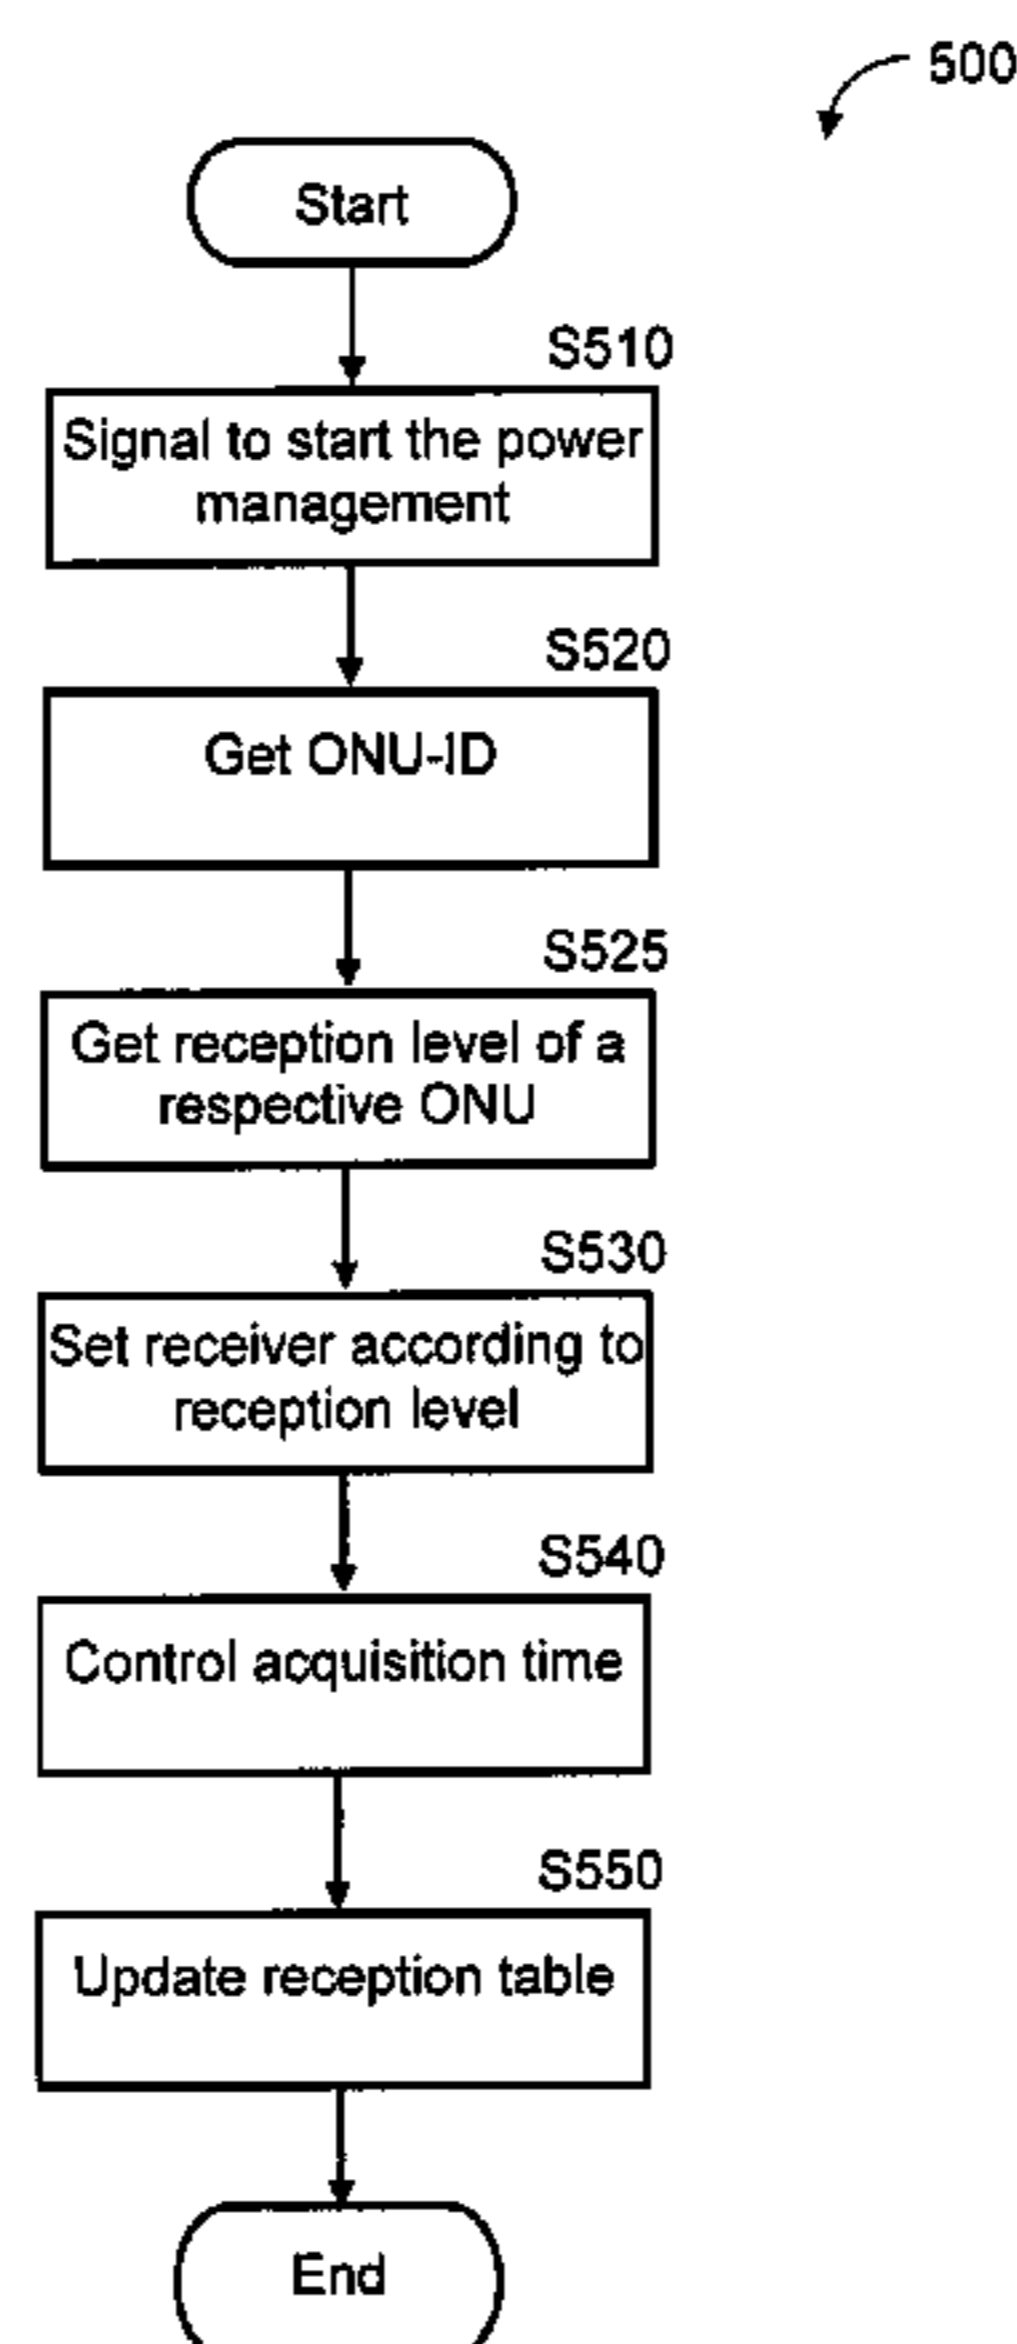 500
Start
S510
Signal to start the power
management
S520
Get ONU-ID
S525
Get reception level of a
respective ONU
S530
Set receiver according to
reception level
S540
Control acquisition time
S550
Update reception table
End